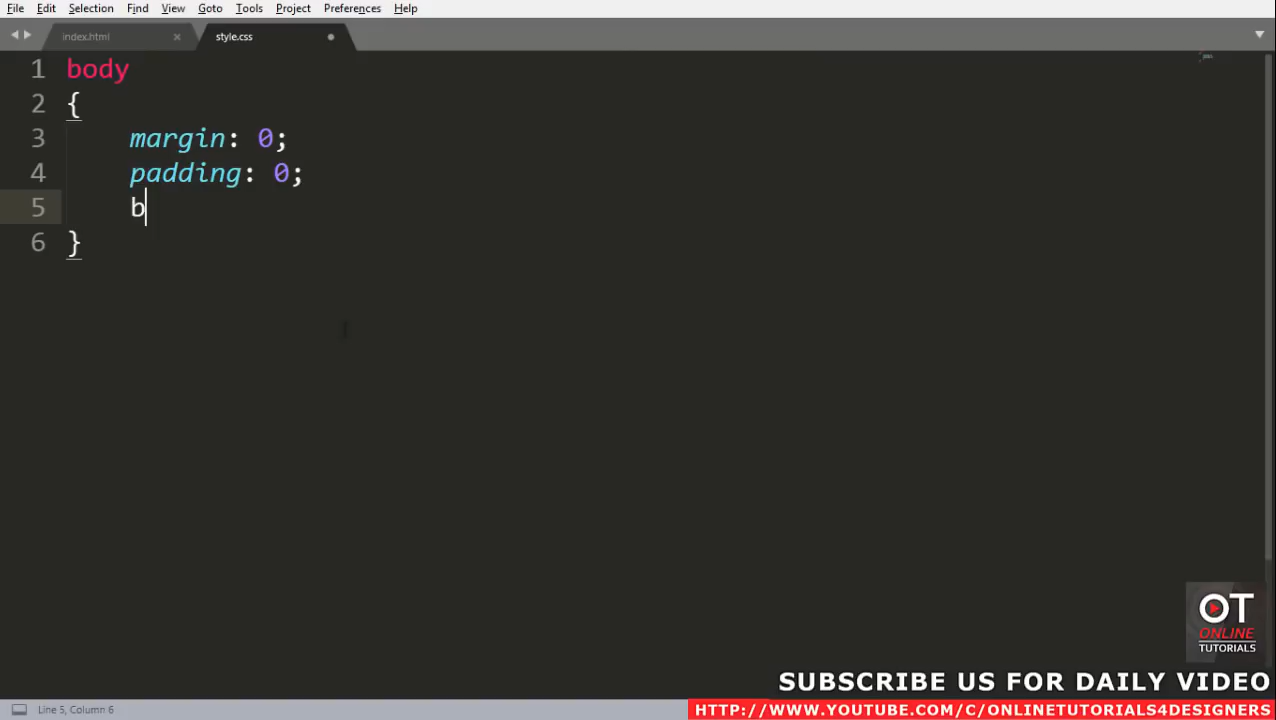 File Edit Selection Find View Goto Tools Project Preferences Help
index.html × style.css
1 body
2 {
3 margin: 0;
4 padding: 0;
5 b
6 }
OT
ONLINE
TUTORIALS
SUBSCRIBE US FOR DAILY VIDEO
Line 5, Column 6
HTTP://WWW.YOUTUBE.COM/C/ONLINETUTORIALS4DESIGNERS